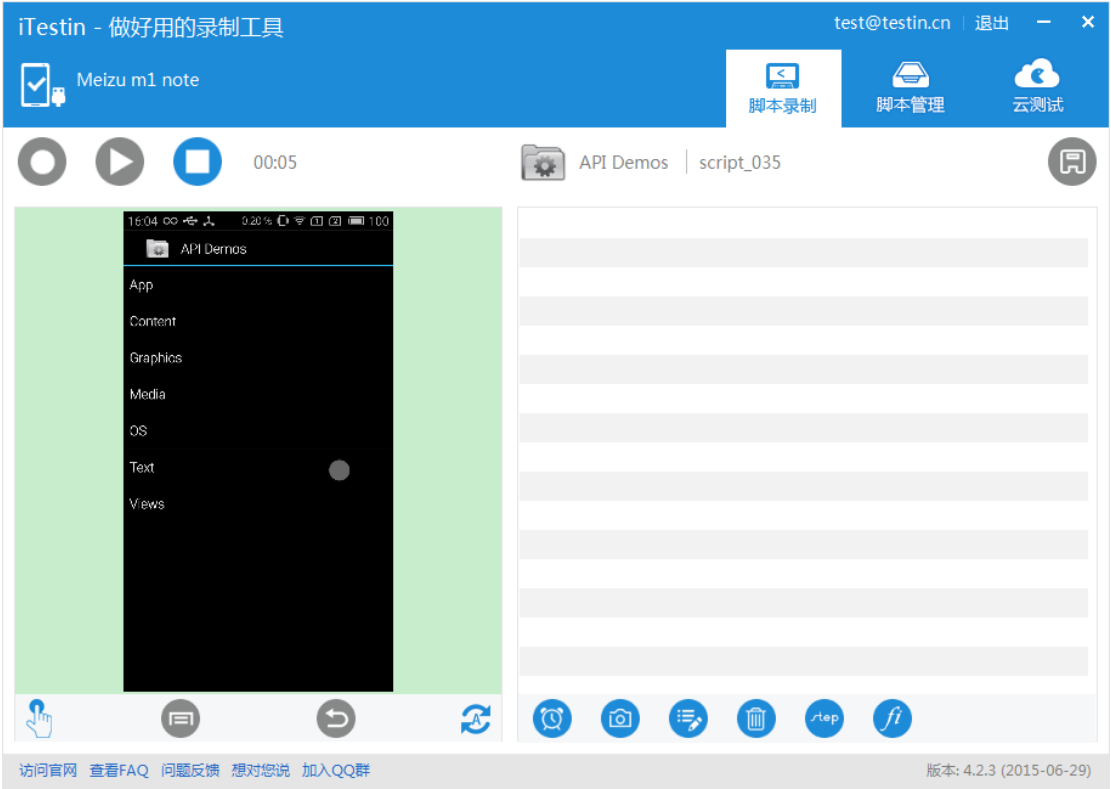 iTestin - 做好用的录制工具
test@testin.cn 退出
Meizu m1 note
脚本录制 脚本管理 云测试
00:05
API Demos script_035
16:04 0.20% 1 2 100
API Demos
App
Content
Graphics
Media
OS
Text
Views
A
step
fi
访问官网 查看FAQ 问题反馈 想对您说 加入QQ群
版本: 4.2.3 (2015-06-29)